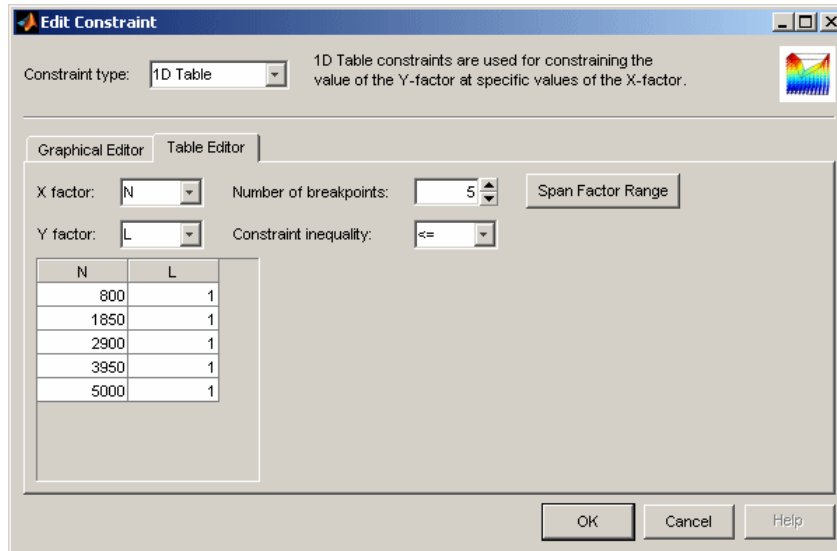 Edit Constraint
Constraint type: 1D Table
1D Table constraints are used for constraining the
value of the Y-factor at specific values of the X-factor.
Graphical Editor Table Editor
X factor: N Number of breakpoints: 5 Span Factor Range
Y factor: L Constraint inequality: <=
N L
800 1
1850 1
2900 1
3950 1
5000 1
OK Cancel Help